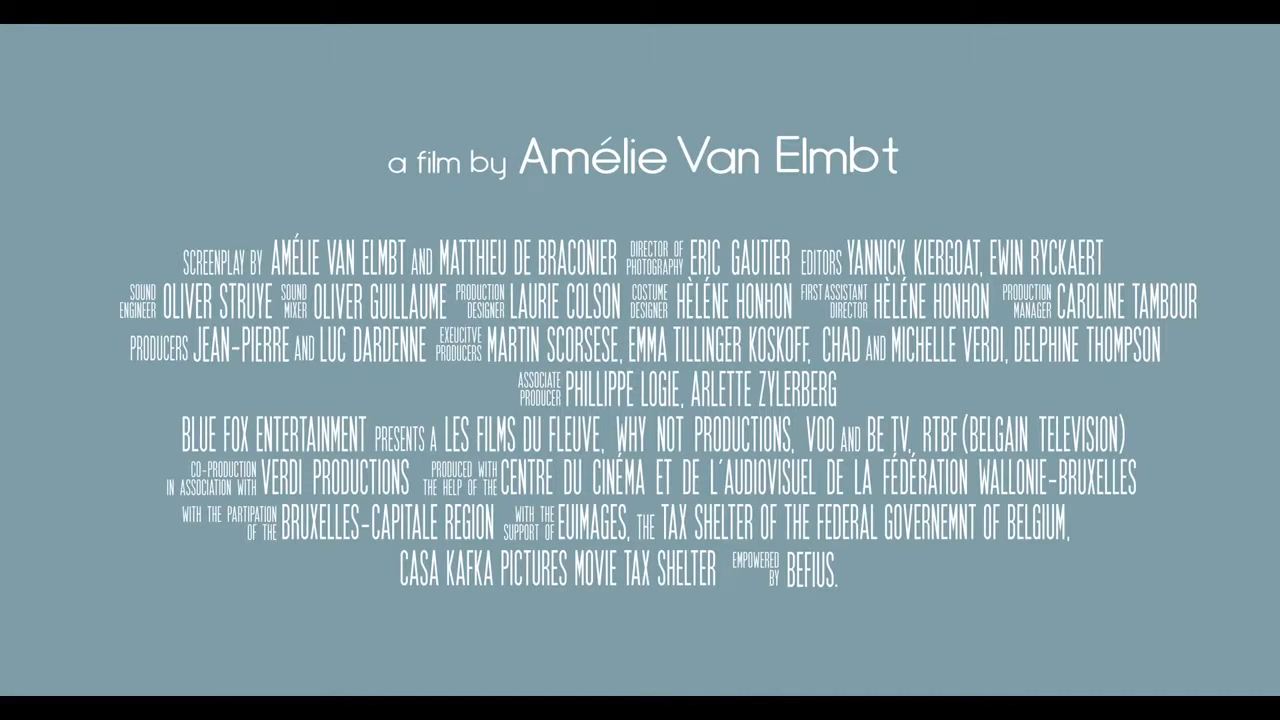 a film by Amélie Van Elmbt
SCREENPLAY BY AMÉLIE VAN ELMBT AND MATTHIEU DE BRACONIER DIRECTOR OF PHOTOGRAPHY ERIC GAUTIER EDITORS YANNICK KIERGOAT, EWIN RYCKAERT
SOUND ENGINEER OLIVER STRUYE SOUND MIXER OLIVER GUILLAUME PRODUCTION DESIGNER LAURIE COLSON COSTUME DESIGNER HÈLÉNE HONHON FIRST ASSISTANT DIRECTOR HÈLÉNE HONHON PRODUCTION MANAGER CAROLINE TAMBOUR
PRODUCERS JEAN-PIERRE AND LUC DARDENNE EXEUCITIVE PRODUCERS MARTIN SCORSESE, EMMA TILLINGER KOSKOFF, CHAD AND MICHELLE VERDI, DELPHINE THOMPSON
ASSOCIATE PRODUCER PHILLIPPE LOGIE, ARLETTE ZYLERBERG
BLUE FOX ENTERTAINMENT PRESENTS A LES FILMS DU FLEUVE, WHY NOT PRODUCTIONS, VOO AND BE TV, RTBF (BELGAIN TELEVISION)
CO-PRODUCTION IN ASSOCIATION WITH VERDI PRODUCTIONS PRODUCED WITH THE HELP OF THE CENTRE DU CINÉMA ET DE L'AUDIOVISUEL DE LA FÉDÉRATION WALLONIE-BRUXELLES
WITH THE PARTIPATION OF THE BRUXELLES-CAPITALE REGION WITH THE SUPPORT OF EUIMAGES, THE TAX SHELTER OF THE FEDERAL GOVERNEMNT OF BELGIUM,
CASA KAFKA PICTURES MOVIE TAX SHELTER EMPOWERED BY BEFIUS.